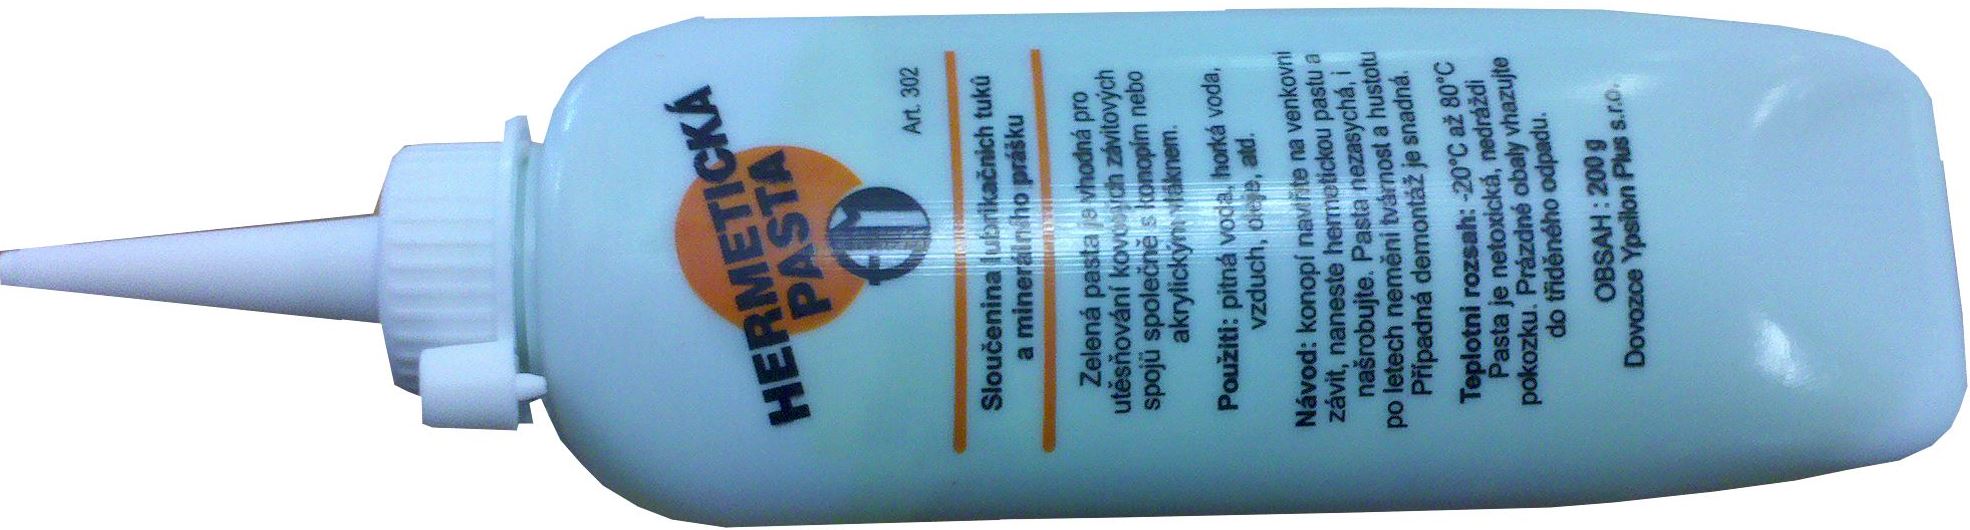 HERMETICKÁ
PASTA
Art. 302
Sloučenina lubrikačních tuků
a minerálního prášku
Zelená pasta je vhodná pro
utěsňování kovových závitových
spojů společně s konopím nebo
akrylickým vláknem.
Použití: pitná voda, horká voda,
vzduch, oleje, atd.
Návod: konopí naviňte na venkovní
závit, naneste hermetickou pastu a
našrobujte. Pasta nezasychá, i
po letech nemění tvárnost a hustotu
Případná demontáž je snadná.
Teplotní rozsah: -20°C až 80°C
Pasta je netoxická, nedráždí
pokozku. Prázdné obaly vhazujte
do tříděného odpadu.
OBSAH : 200 g
Dovozce Ypsilon Plus s.r.o.